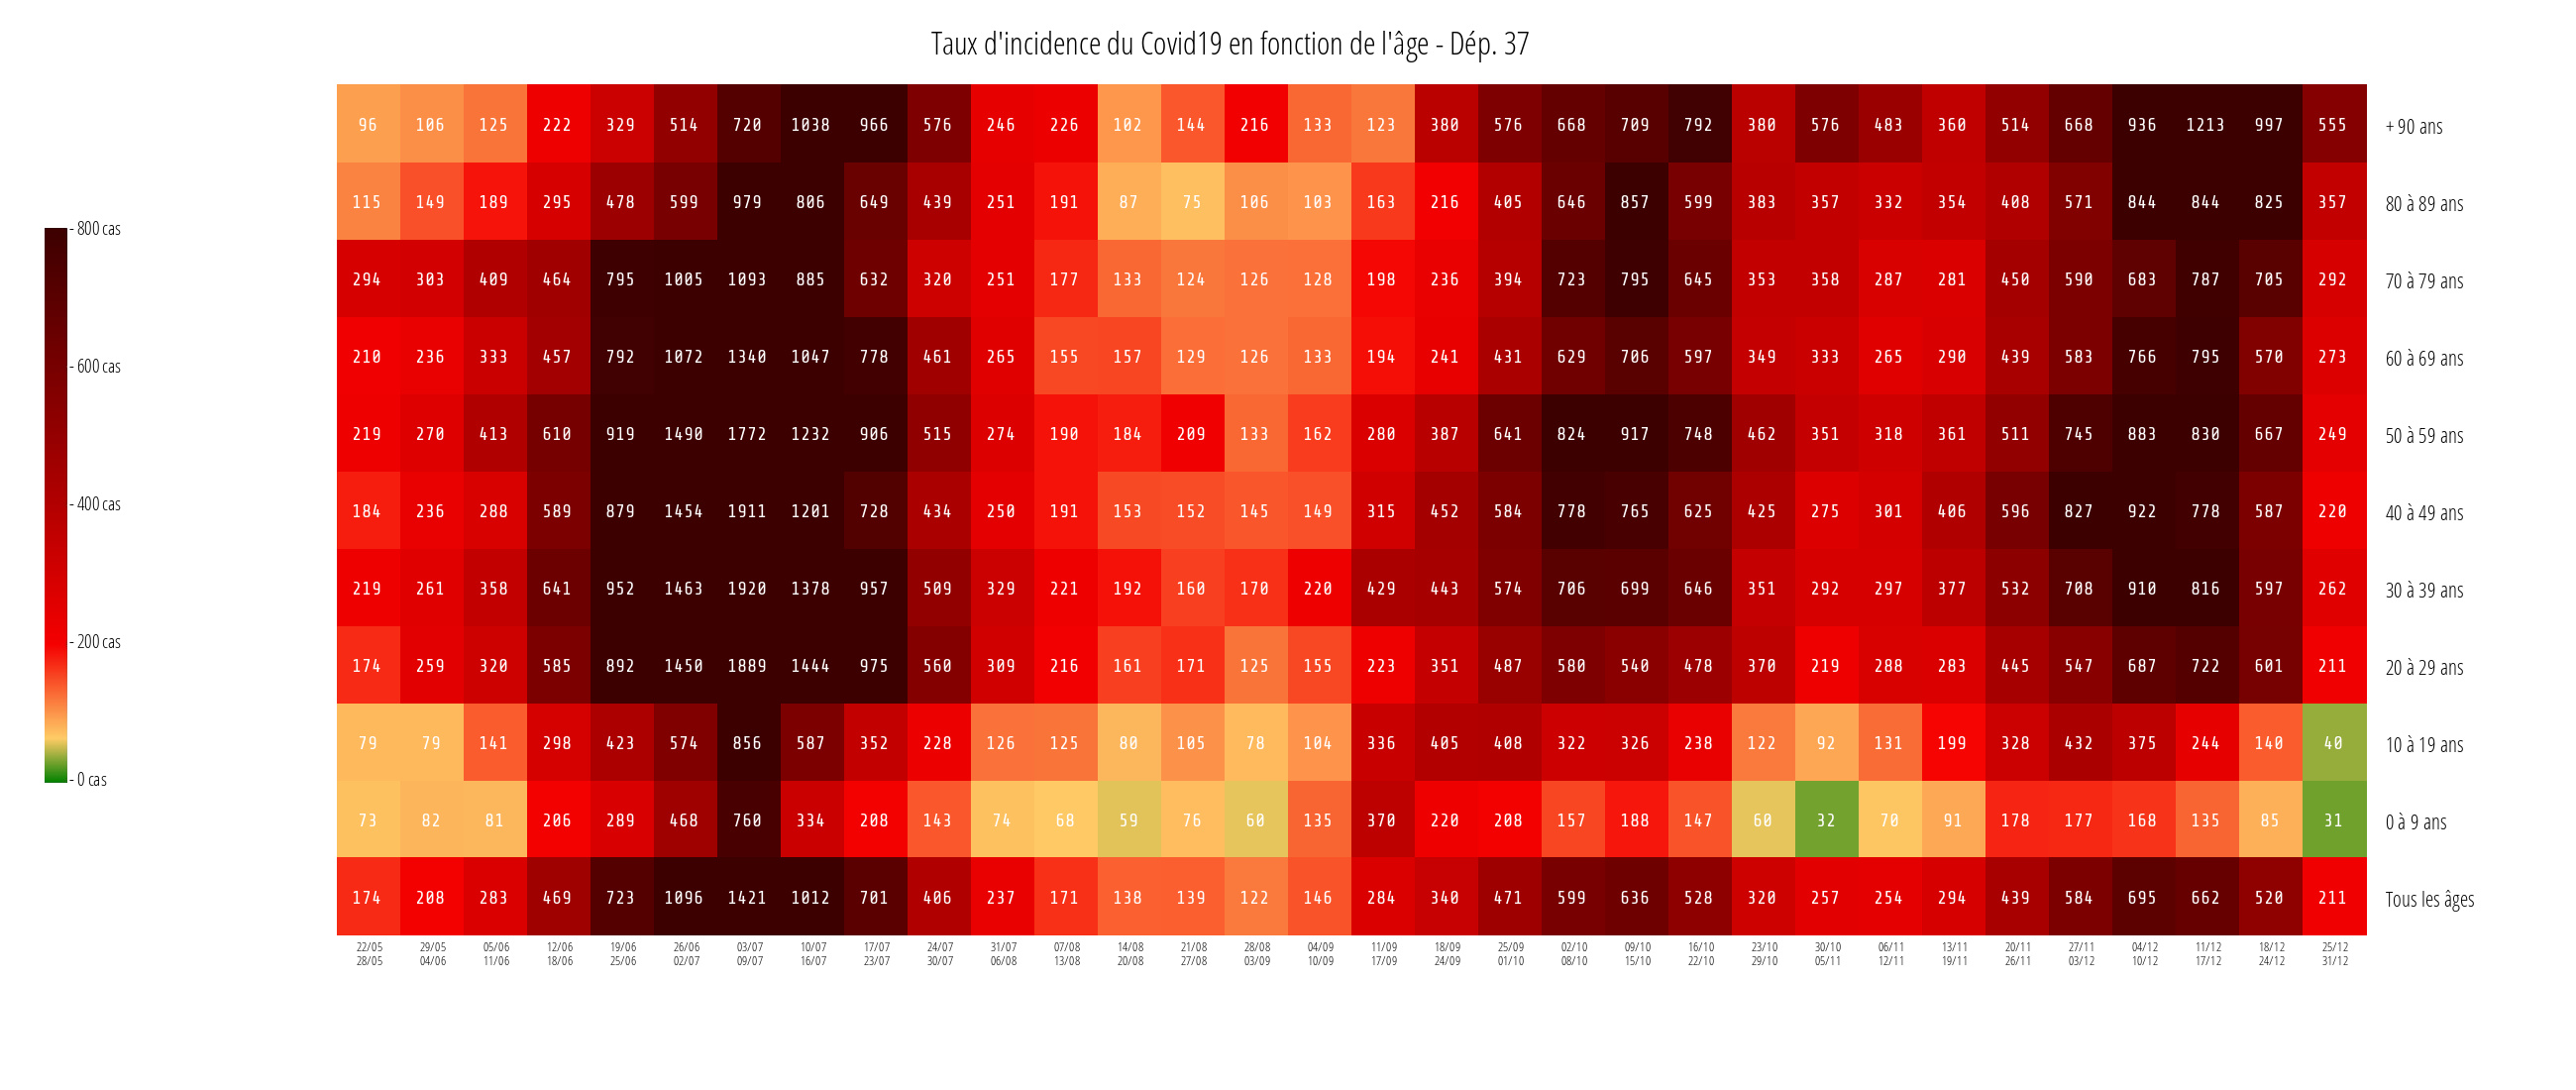 Taux d'incidence du Covid19 en fonction de l'âge - Dép. 37
- 800 cas
- 600 cas
- 400 cas
- 200 cas
- 0 cas
96 106 125 222 329 514 720 1038 966 576 246 226 102 144 216 133 123 380 576 668 709 792 380 576 483 360 514 668 936 1213 997 555 + 90 ans
115 149 189 295 478 599 979 806 649 439 251 191 87 75 106 103 163 216 405 646 857 599 383 357 332 354 408 571 844 844 825 357 80 à 89 ans
294 303 409 464 795 1005 1093 885 632 320 251 177 133 124 126 128 198 236 394 723 795 645 353 358 287 281 450 590 683 787 705 292 70 à 79 ans
210 236 333 457 792 1072 1340 1047 778 461 265 155 157 129 126 133 194 241 431 629 706 597 349 333 265 290 439 583 766 795 570 273 60 à 69 ans
219 270 413 610 919 1490 1772 1232 906 515 274 190 184 209 133 162 280 387 641 824 917 748 462 351 318 361 511 745 883 830 667 249 50 à 59 ans
184 236 288 589 879 1454 1911 1201 728 434 250 191 153 152 145 149 315 452 584 778 765 625 425 275 301 406 596 827 922 778 587 220 40 à 49 ans
219 261 358 641 952 1463 1920 1378 957 509 329 221 192 160 170 220 429 443 574 706 699 646 351 292 297 377 532 708 910 816 597 262 30 à 39 ans
174 259 320 585 892 1450 1889 1444 975 560 309 216 161 171 125 155 223 351 487 580 540 478 370 219 288 283 445 547 687 722 601 211 20 à 29 ans
79 79 141 298 423 574 856 587 352 228 126 125 80 105 78 104 336 405 408 322 326 238 122 92 131 199 328 432 375 244 140 40 10 à 19 ans
73 82 81 206 289 468 760 334 208 143 74 68 59 76 60 135 370 220 208 157 188 147 60 32 70 91 178 177 168 135 85 31 0 à 9 ans
174 208 283 469 723 1096 1421 1012 701 406 237 171 138 139 122 146 284 340 471 599 636 528 320 257 254 294 439 584 695 662 520 211 Tous les âges
22/05 29/05 05/06 12/06 19/06 26/06 03/07 10/07 17/07 24/07 31/07 07/08 14/08 21/08 28/08 04/09 11/09 18/09 25/09 02/10 09/10 16/10 23/10 30/10 06/11 13/11 20/11 27/11 04/12 11/12 18/12 25/12
28/05 04/06 11/06 18/06 25/06 02/07 09/07 16/07 23/07 30/07 06/08 13/08 20/08 27/08 03/09 10/09 17/09 24/09 01/10 08/10 15/10 22/10 29/10 05/11 12/11 19/11 26/11 03/12 10/12 17/12 24/12 31/12